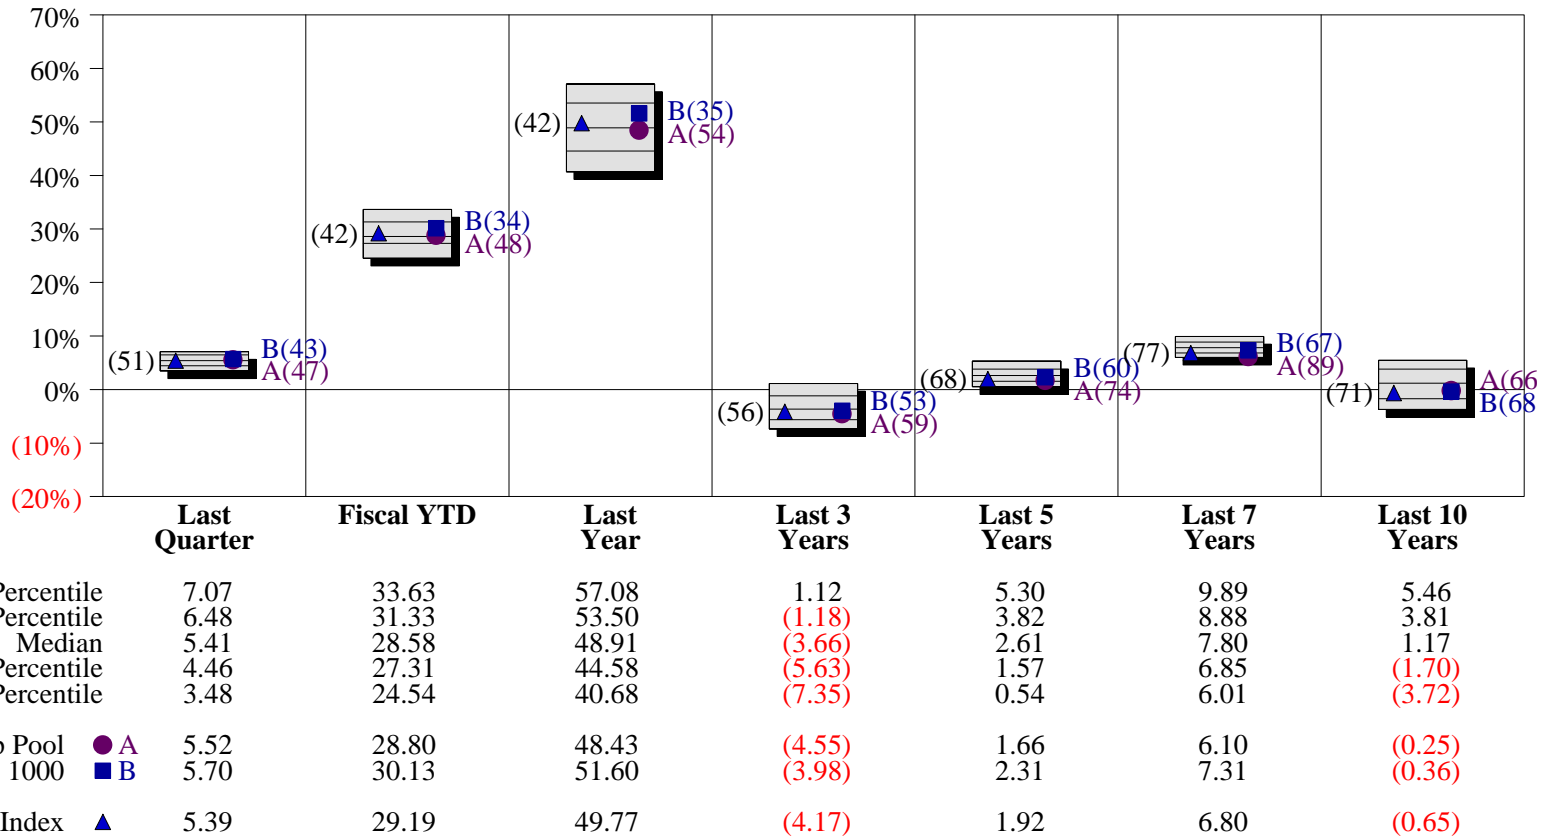 70%
60%
50%
40%
30%
20%
10%
0%
(10%)
(20%)
(51)
B(43)
A(47)
(42)
B(34)
A(48)
(42)
B(35)
A(54)
(56)
B(53)
A(59)
(68)
B(60)
A(74)
(77)
B(67)
A(89)
(71)
A(66
B(68
Last Quarter
Fiscal YTD
Last Year
Last 3 Years
Last 5 Years
Last 7 Years
Last 10 Years
Percentile 7.07 33.63 57.08 1.12 5.30 9.89 5.46
Percentile 6.48 31.33 53.50 (1.18) 3.82 8.88 3.81
Median 5.41 28.58 48.91 (3.66) 2.61 7.80 1.17
Percentile 4.46 27.31 44.58 (5.63) 1.57 6.85 (1.70)
Percentile 3.48 24.54 40.68 (7.35) 0.54 6.01 (3.72)
Pool A 5.52 28.80 48.43 (4.55) 1.66 6.10 (0.25)
1000 B 5.70 30.13 51.60 (3.98) 2.31 7.31 (0.36)
Index 5.39 29.19 49.77 (4.17) 1.92 6.80 (0.65)